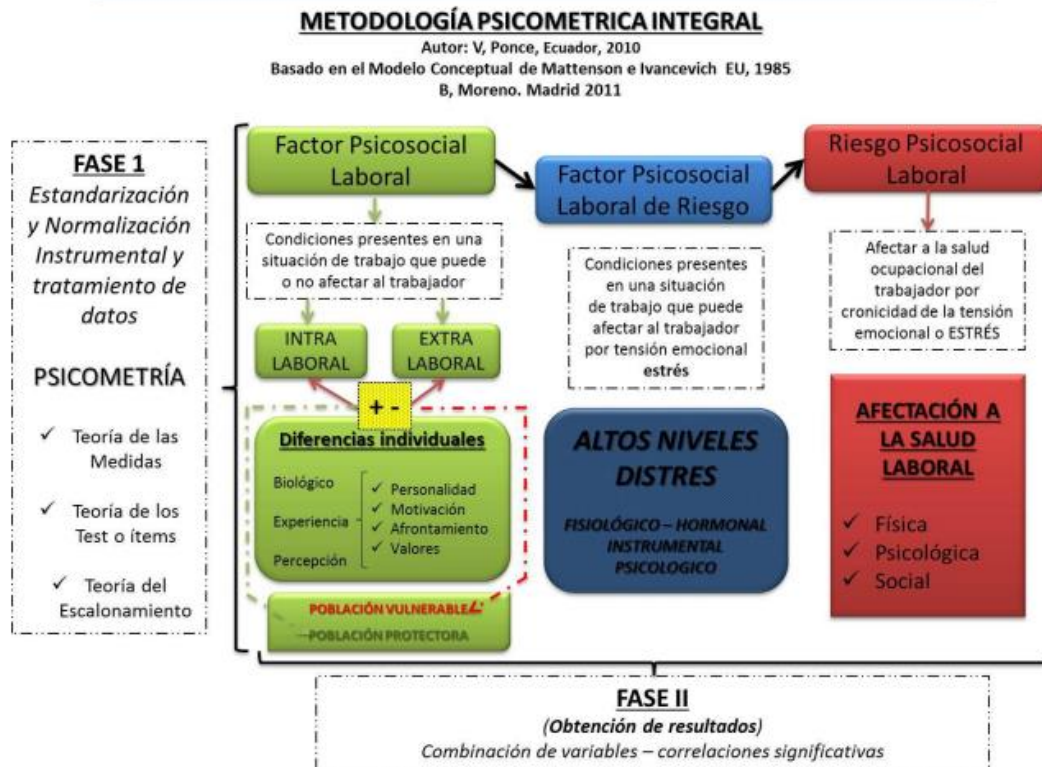 METODOLOGÍA PSICOMETRICA INTEGRAL
Autor: V, Ponce, Ecuador, 2010
Basado en el Modelo Conceptual de Mattenson e Ivancevich EU, 1985
B, Moreno. Madrid 2011
FASE 1
Estandarización
y Normalización
Instrumental y
tratamiento de
datos
PSICOMETRÍA
✓ Teoría de las
Medidas
✓ Teoría de los
Test o ítems
✓ Teoría del
Escalonamiento
Factor Psicosocial
Laboral
Condiciones presentes en una
situación de trabajo que puede
o no afectar al trabajador
INTRA
LABORAL
EXTRA
LABORAL
+ -
Diferencias individuales
Biológico
Experiencia
Percepción
✓ Personalidad
✓ Motivación
✓ Afrontamiento
✓ Valores
POBLACIÓN VULNERABLE
POBLACIÓN PROTECTORA
Factor Psicosocial
Laboral de Riesgo
Condiciones presentes
en una situación
de trabajo que puede
afectar al trabajador
por tensión emocional
estrés
ALTOS NIVELES
DISTRES
FISIOLÓGICO – HORMONAL
INSTRUMENTAL
PSICOLOGICO
Riesgo Psicosocial
Laboral
Afectar a la salud
ocupacional del
trabajador por
cronicidad de la tensión
emocional o ESTRÉS
AFECTACIÓN A
LA SALUD
LABORAL
✓ Física
✓ Psicológica
✓ Social
FASE II
(Obtención de resultados)
Combinación de variables – correlaciones significativas